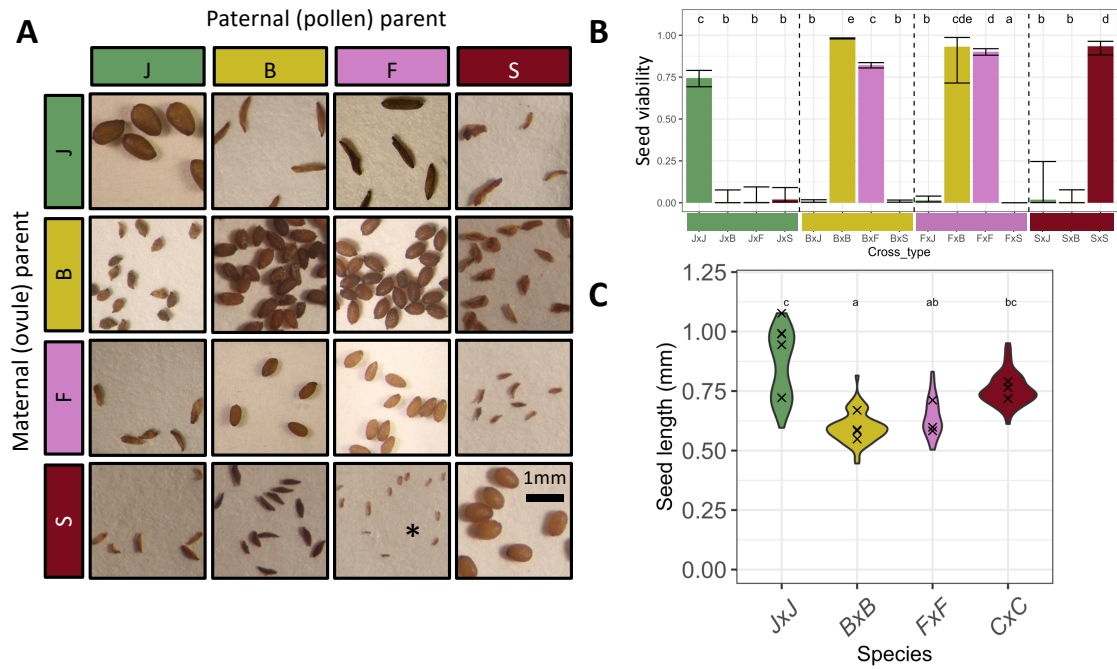 A
Paternal (pollen) parent
J B F S
Maternal (ovule) parent
J
B
F
S
1mm
*
B
c b b b b e c b b cde d a b b d
Seed viability
1.00
0.75
0.50
0.25
0.00
JxJ JxB JxF JxS BxJ BxB BxF BxS FxJ FxB FxF FxS SxJ SxB SxS
Cross_type
C
c a ab bc
Seed length (mm)
1.25
1.00
0.75
0.50
0.25
0.00
JxJ BxB FxF CxC
Species